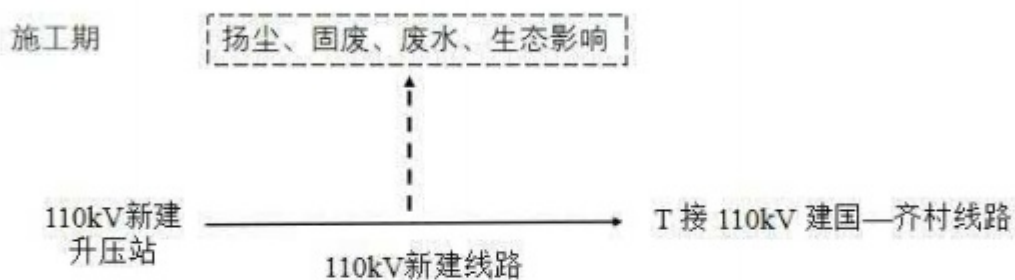 施工期
扬尘、固废、废水、生态影响
110kV新建
升压站
T 接 110kV 建国—齐村线路
110kV新建线路